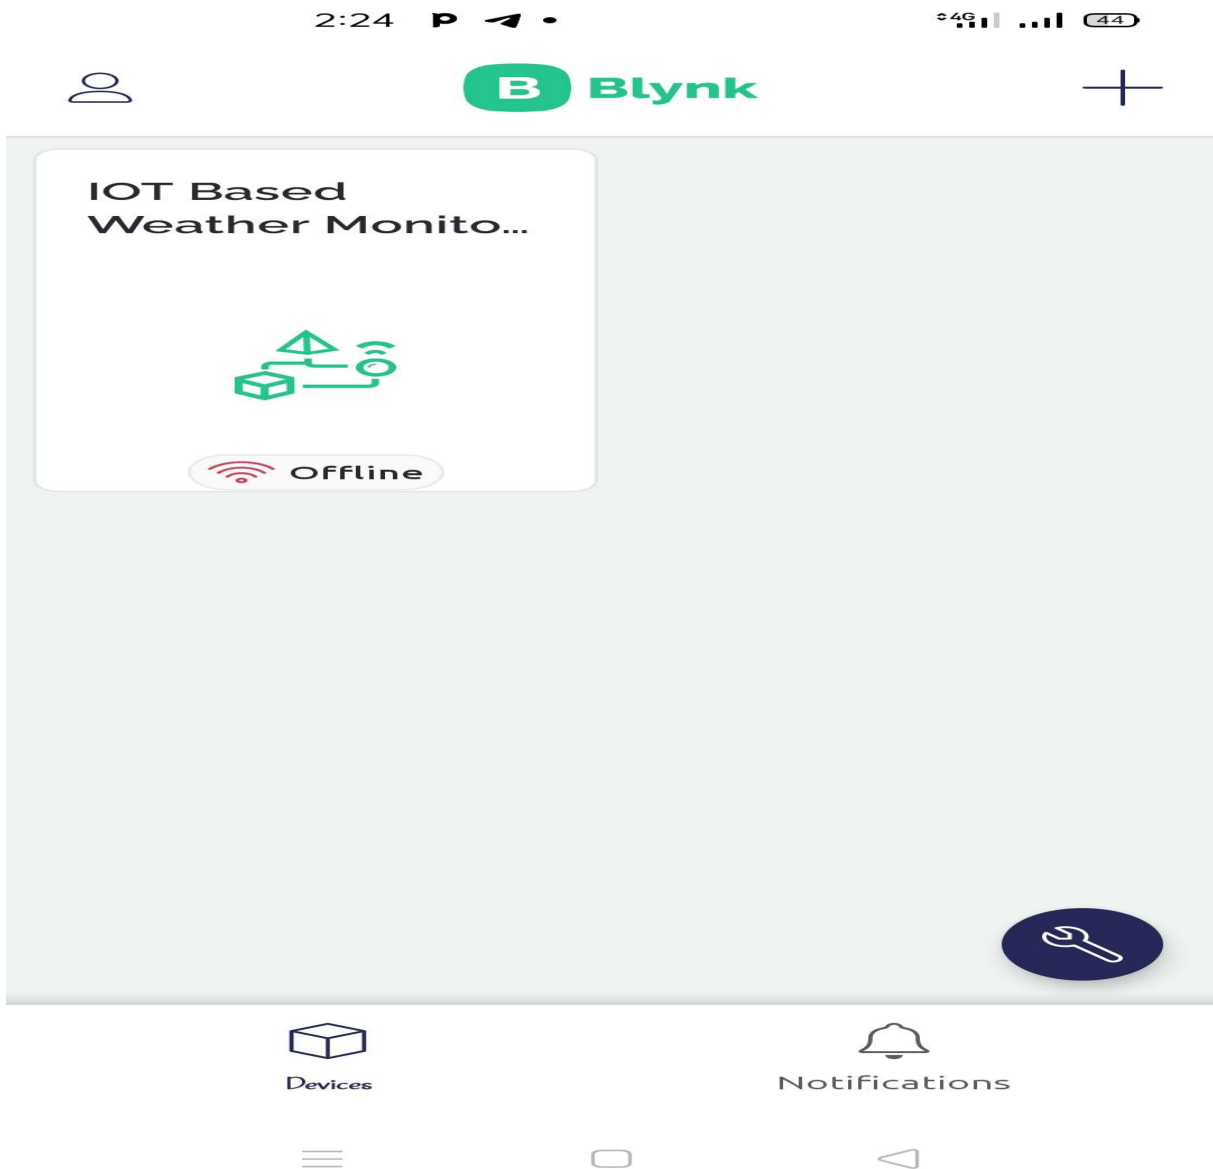 2:24
4G
44
B Blynk
IOT Based
Weather Monito...
Offline
Devices
Notifications